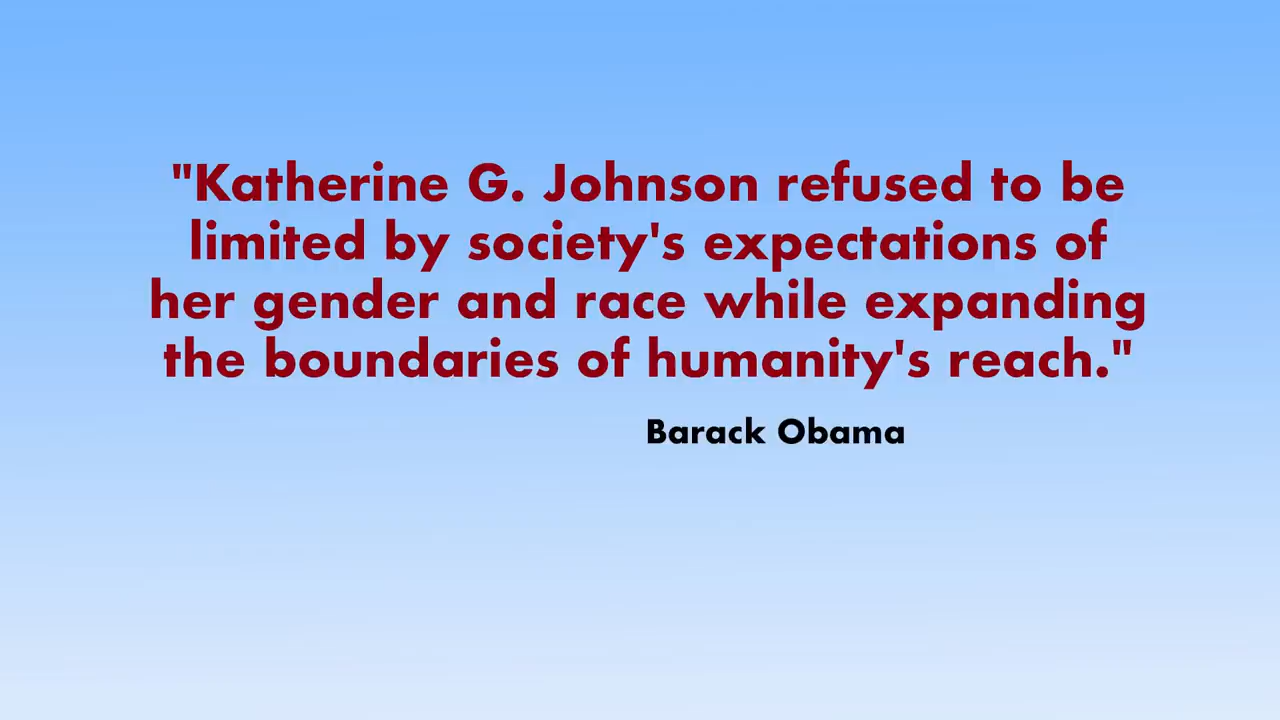 "Katherine G. Johnson refused to be
limited by society's expectations of
her gender and race while expanding
the boundaries of humanity's reach."
Barack Obama